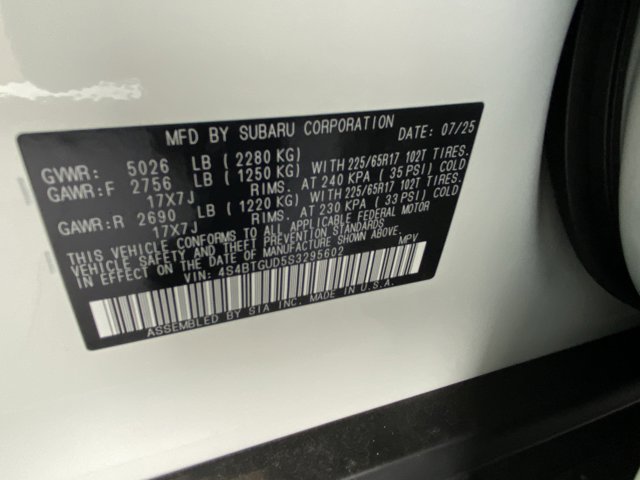 MFD BY SUBARU CORPORATION DATE: 07/25
GVWR: 5026 LB (2280 KG)
GAWR:F 2756 LB (1250 KG) WITH 225/65R17 102T TIRES.
17X7J RIMS. AT 240 KPA (35 PSI) COLD
GAWR:R 2690 LB (1220 KG) WITH 225/65R17 102T TIRES.
17X7J RIMS. AT 230 KPA (33 PSI) COLD
THIS VEHICLE CONFORMS TO ALL APPLICABLE FEDERAL MOTOR
VEHICLE SAFETY AND THEFT PREVENTION STANDARDS
IN EFFECT ON THE DATE OF MANUFACTURE SHOWN ABOVE.
VIN: 4S4BTGUD5S3295602 MPV
ASSEMBLED BY SIA INC. MADE IN U.S.A.